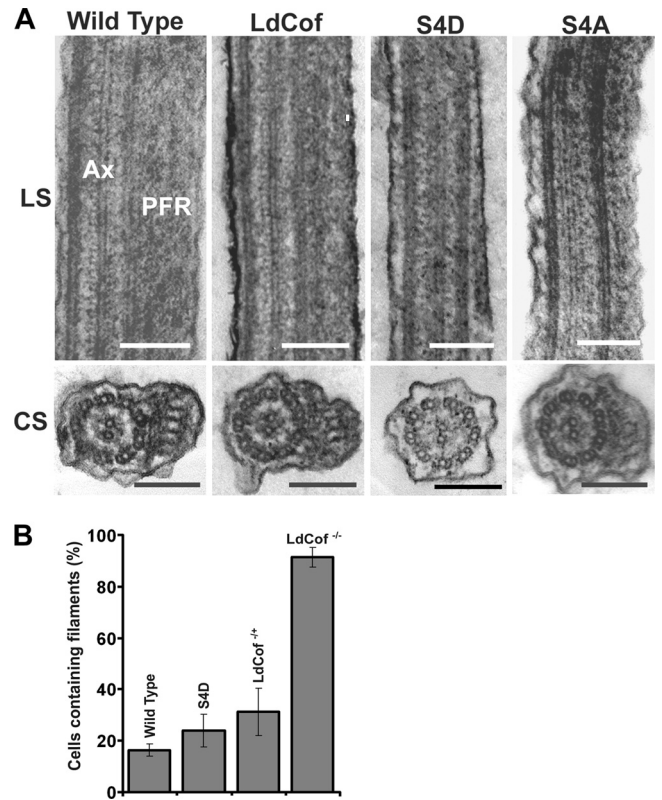 A
Wild Type LdCof S4D S4A
LS
Ax
PFR
CS
B
Cells containing filaments (%)
100
80
60
40
20
0
Wild Type
S4D
LdCof -/+
LdCof -/-